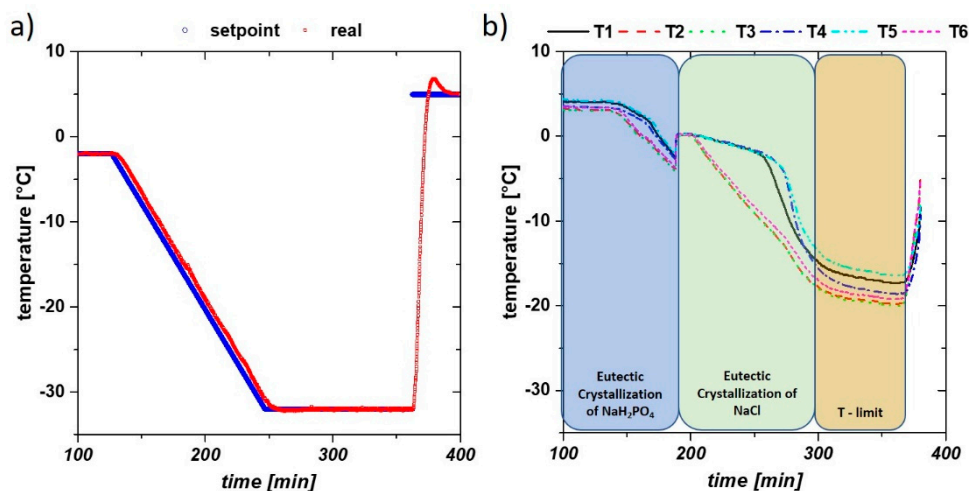 a)
setpoint real
10
0
-10
-20
-30
temperature [°C]
100 200 300 400
time [min]
b)
T1 T2 T3 T4 T5 T6
10
0
-10
-20
-30
temperature [°C]
Eutectic
Crystallization
of NaH₂PO₄
Eutectic
Crystallization of
NaCl
T - limit
100 200 300 400
time [min]